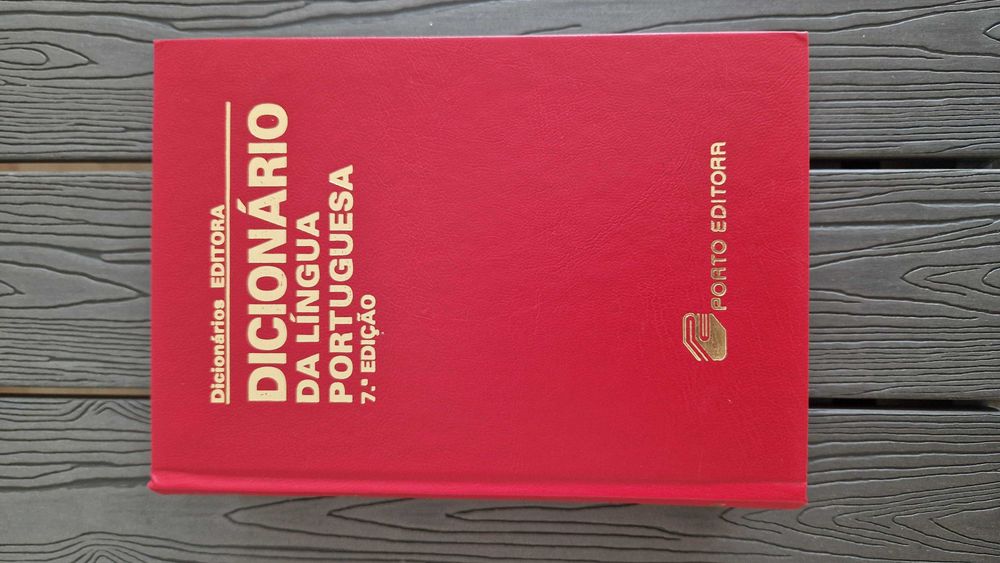 Dicionários EDITORA
DICIONÁRIO
DA LÍNGUA
PORTUGUESA
7.ª EDIÇÃO
PORTO EDITORA